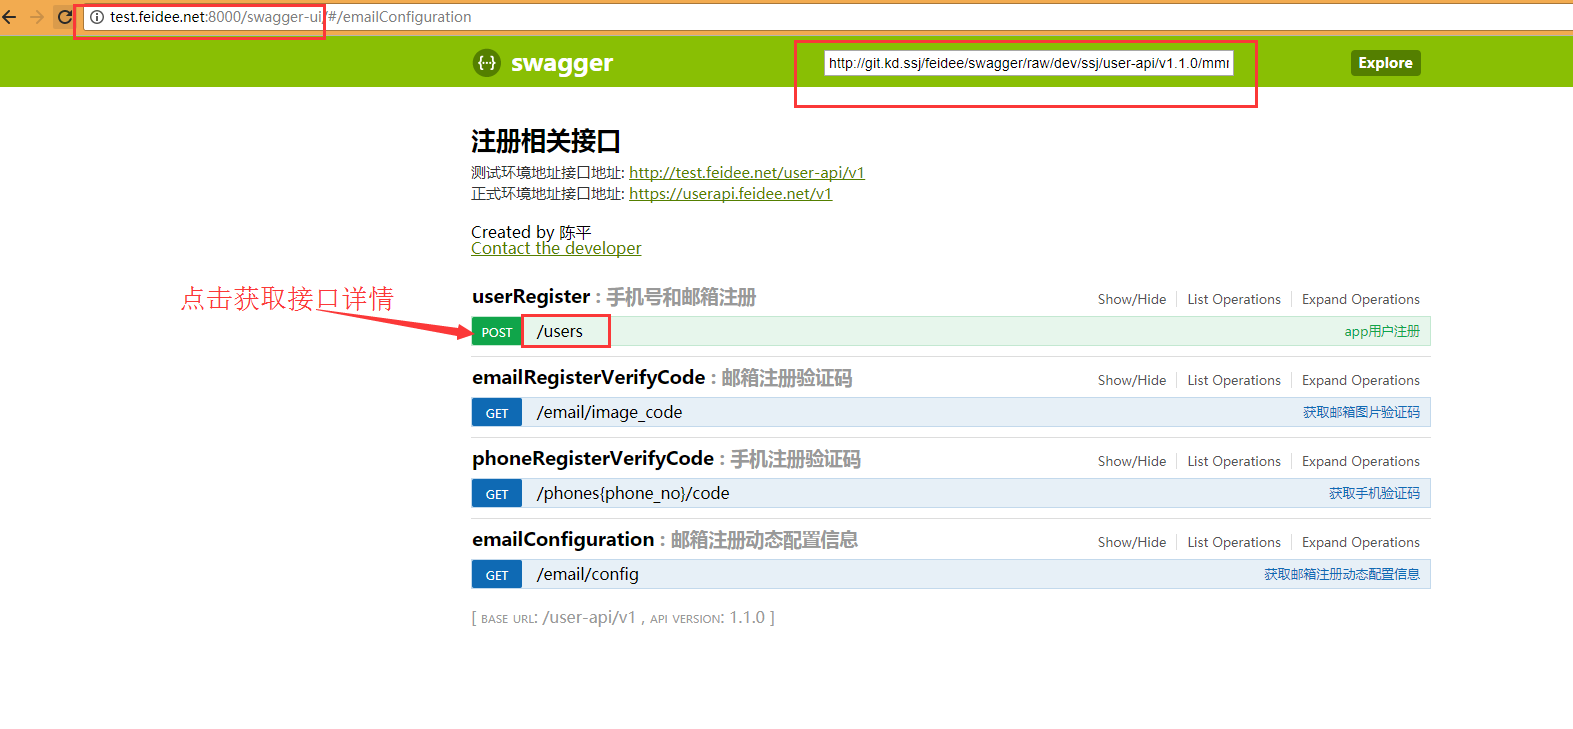 test.feidee.net:8000/swagger-ui/#/emailConfiguration
{··} swagger
http://git.kd.ssj/feidee/swagger/raw/dev/ssj/user-api/v1.1.0/mm
Explore
注册相关接口
测试环境地址接口地址: http://test.feidee.net/user-api/v1
正式环境地址接口地址: https://userapi.feidee.net/v1
Created by 陈平
Contact the developer
点击获取接口详情
userRegister : 手机号和邮箱注册 Show/Hide List Operations Expand Operations
POST /users app用户注册
emailRegisterVerifyCode : 邮箱注册验证码 Show/Hide List Operations Expand Operations
GET /email/image_code 获取邮箱图片验证码
phoneRegisterVerifyCode : 手机注册验证码 Show/Hide List Operations Expand Operations
GET /phones{phone_no}/code 获取手机验证码
emailConfiguration : 邮箱注册动态配置信息 Show/Hide List Operations Expand Operations
GET /email/config 获取邮箱注册动态配置信息
[ BASE URL: /user-api/v1 , API VERSION: 1.1.0 ]